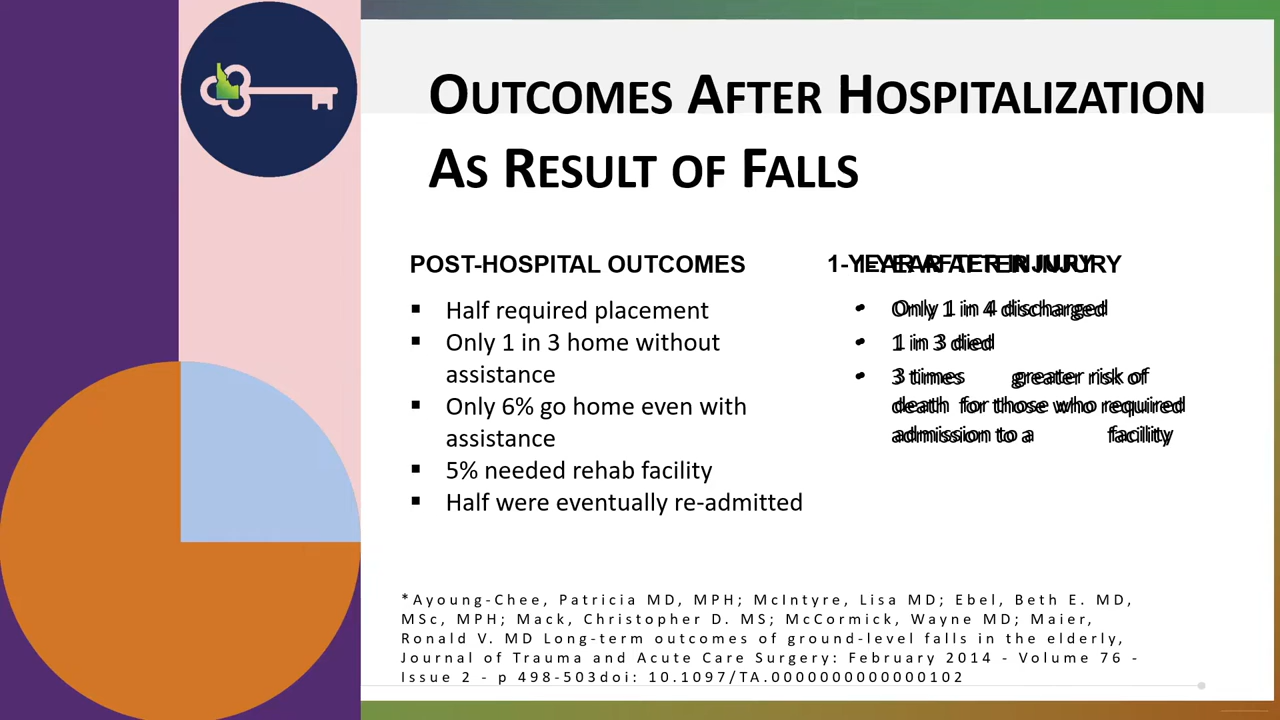 Outcomes After Hospitalization
As Result of Falls
POST-HOSPITAL OUTCOMES
▪ Half required placement
▪ Only 1 in 3 home without
assistance
▪ Only 6% go home even with
assistance
▪ 5% needed rehab facility
▪ Half were eventually re-admitted
1-YEAR AFTER INJURY
• Only 1 in 4 discharged
• 1 in 3 died
• 3 times greater risk of
death for those who required
admission to a facility
*Ayoung-Chee, Patricia MD, MPH; McIntyre, Lisa MD; Ebel, Beth E. MD,
MSc, MPH; Mack, Christopher D. MS; McCormick, Wayne MD; Maier,
Ronald V. MD Long-term outcomes of ground-level falls in the elderly,
Journal of Trauma and Acute Care Surgery: February 2014 - Volume 76 -
Issue 2 - p 498-503doi: 10.1097/TA.0000000000000102